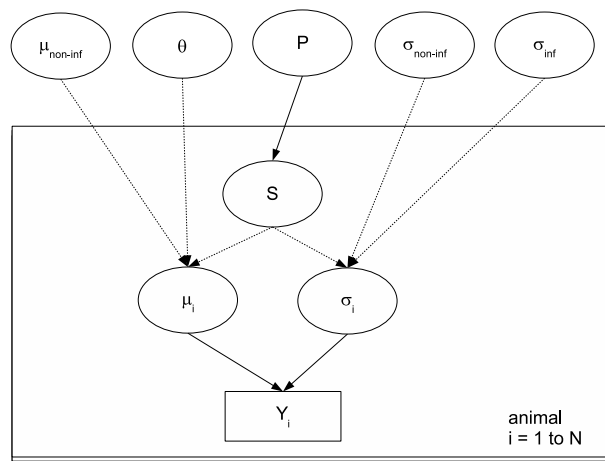 μnon-inf
θ
P
σnon-inf
σinf
S
μi
σi
Yi
animal
i = 1 to N